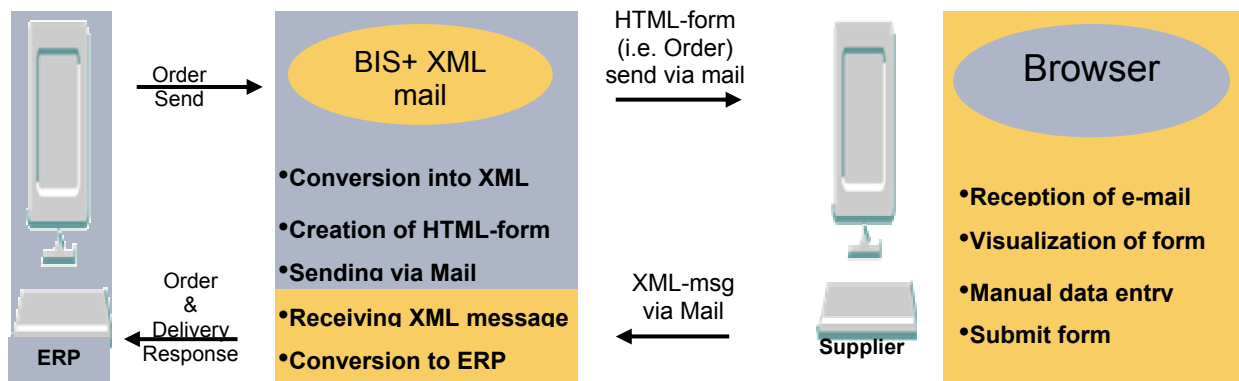 Order
Send
BIS+ XML
mail
•Conversion into XML
•Creation of HTML-form
•Sending via Mail
•Receiving XML message
•Conversion to ERP
Order
&
Delivery
Response
ERP
HTML-form
(i.e. Order)
send via mail
XML-msg
via Mail
Supplier
Browser
•Reception of e-mail
•Visualization of form
•Manual data entry
•Submit form